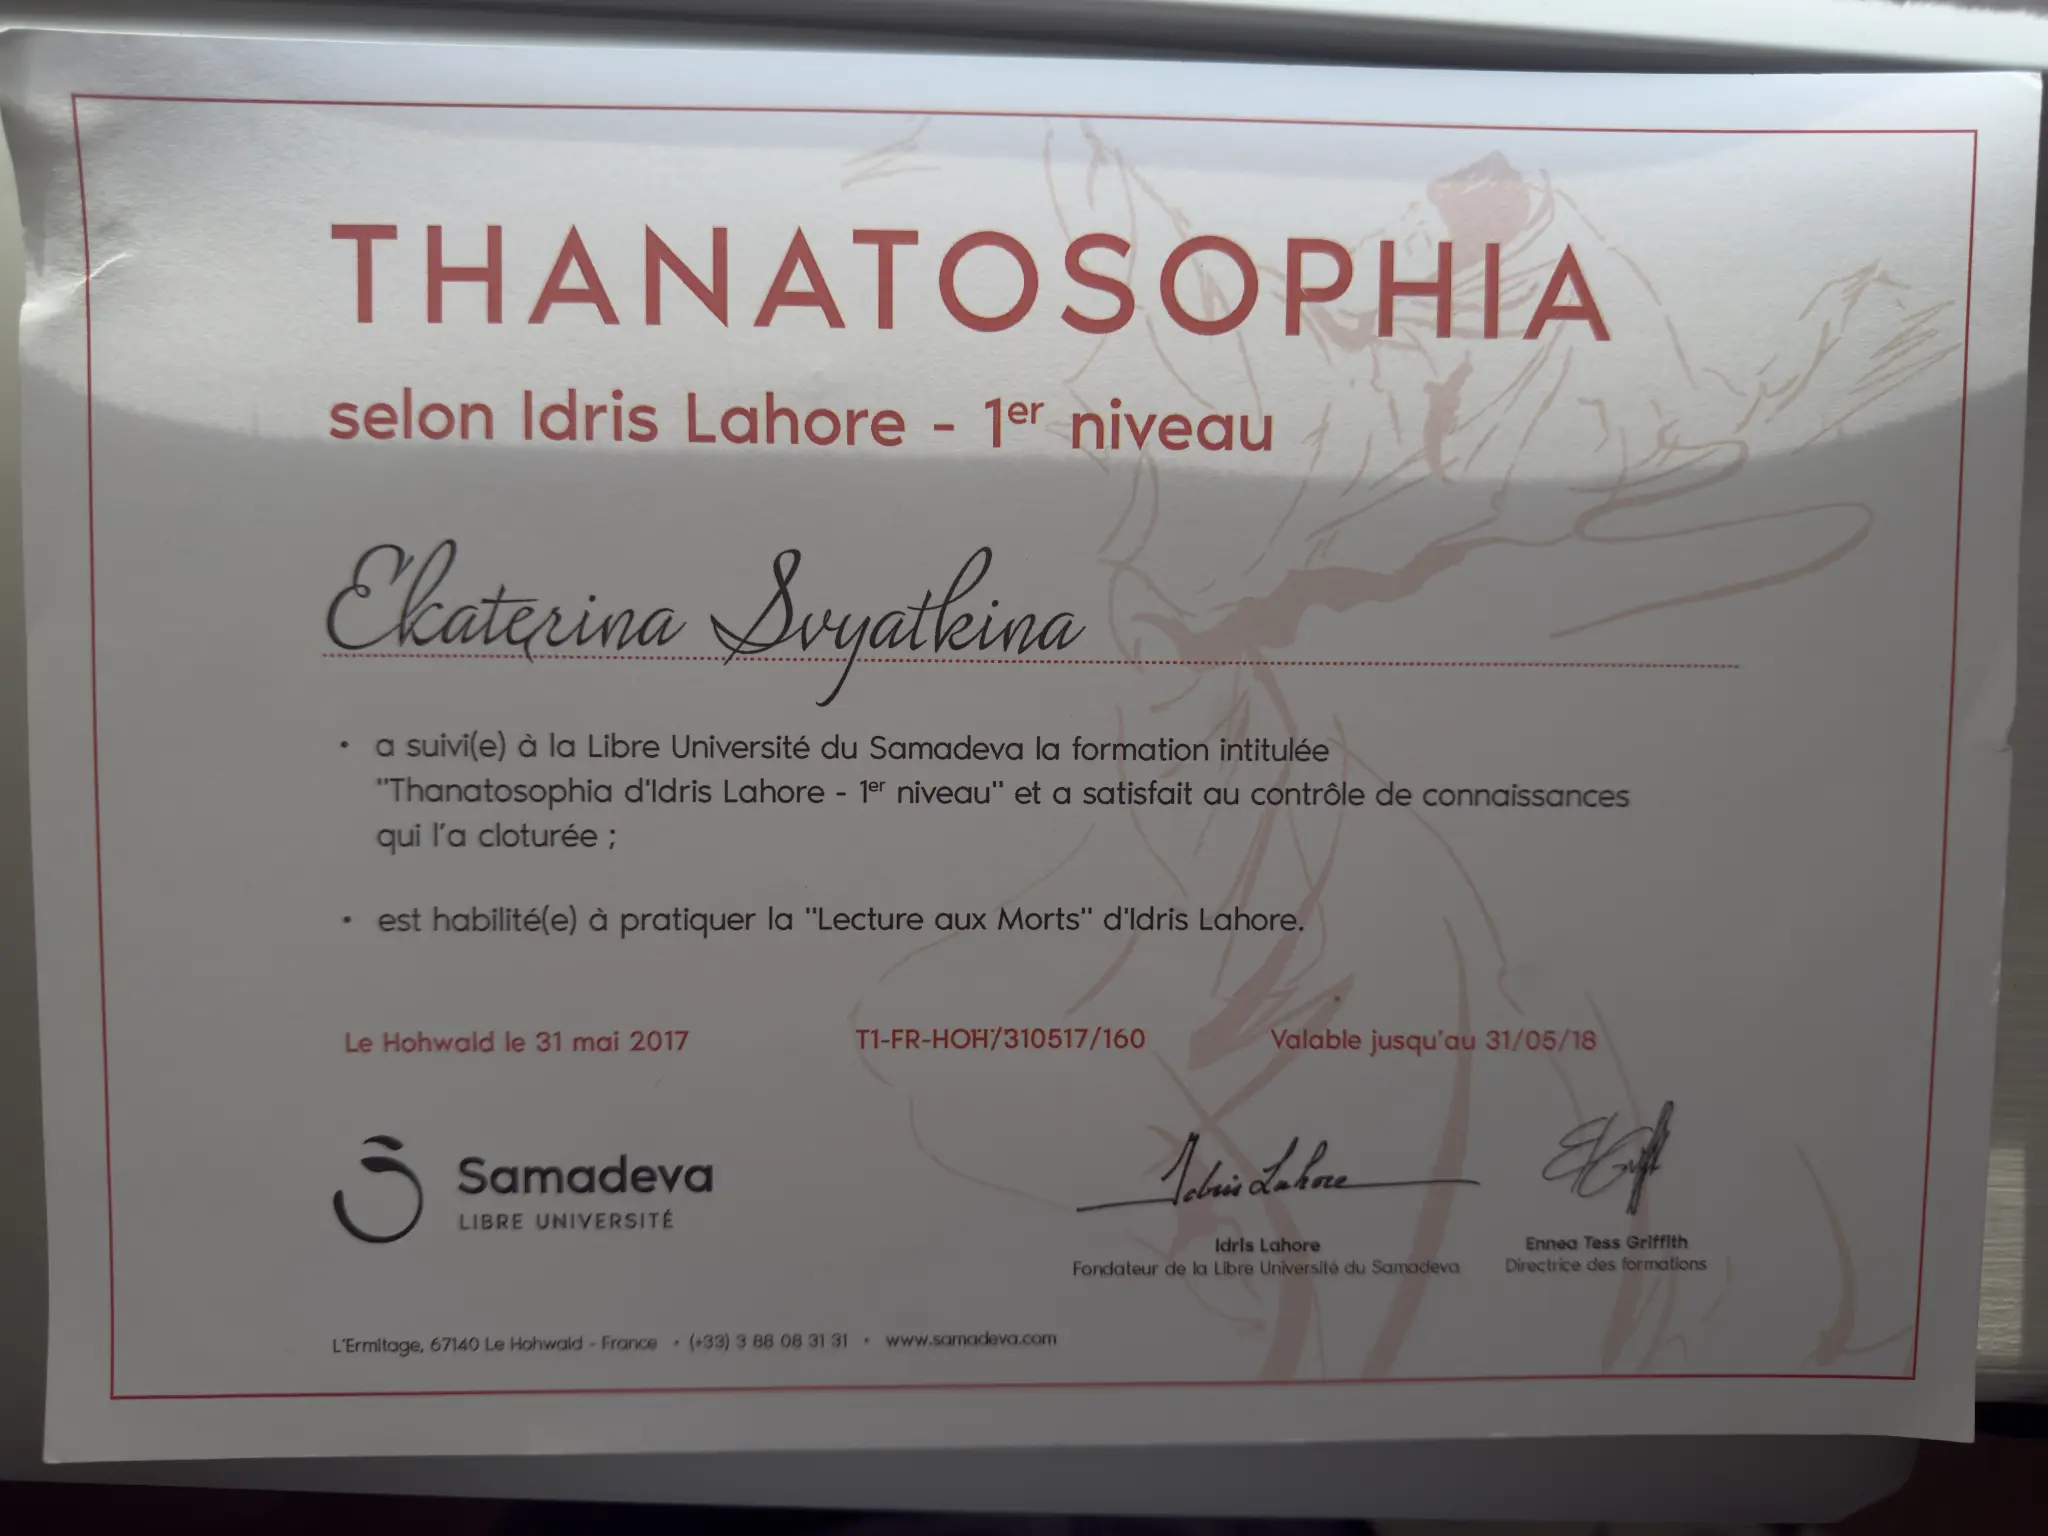 THANATOSOPHIA
selon Idris Lahore - 1er niveau
Ekaterina Svyatkina
• a suivi(e) à la Libre Université du Samadeva la formation intitulée
"Thanatosophia d'Idris Lahore - 1er niveau" et a satisfait au contrôle de connaissances
qui l'a cloturée ;
• est habilité(e) à pratiquer la "Lecture aux Morts" d'Idris Lahore.
Le Hohwald le 31 mai 2017 T1-FR-HOH/310517/160 Valable jusqu'au 31/05/18
Samadeva
LIBRE UNIVERSITÉ
Idris Lahore
Idris Lahore Ennea Tess Griffith
Fondateur de la Libre Université du Samadeva Directrice des formations
L'Ermitage, 67140 Le Hohwald - France • (+33) 3 88 08 31 31 • www.samadeva.com